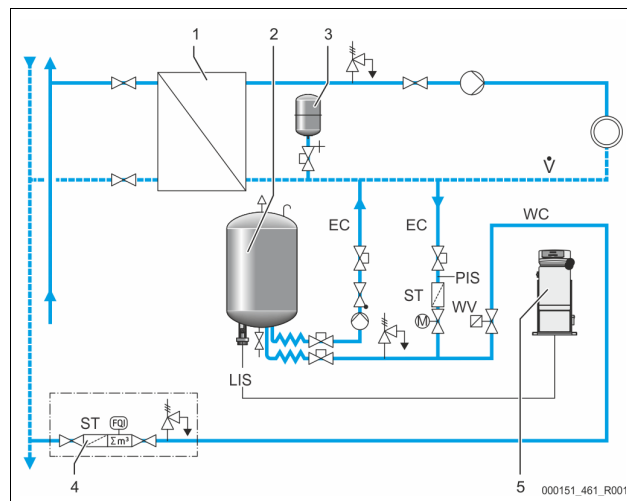 1
2
3
V̇
EC
EC
WC
PIS
ST
WV
M
LIS
ST
FQI
Σm³
4
5
000151_461_R001